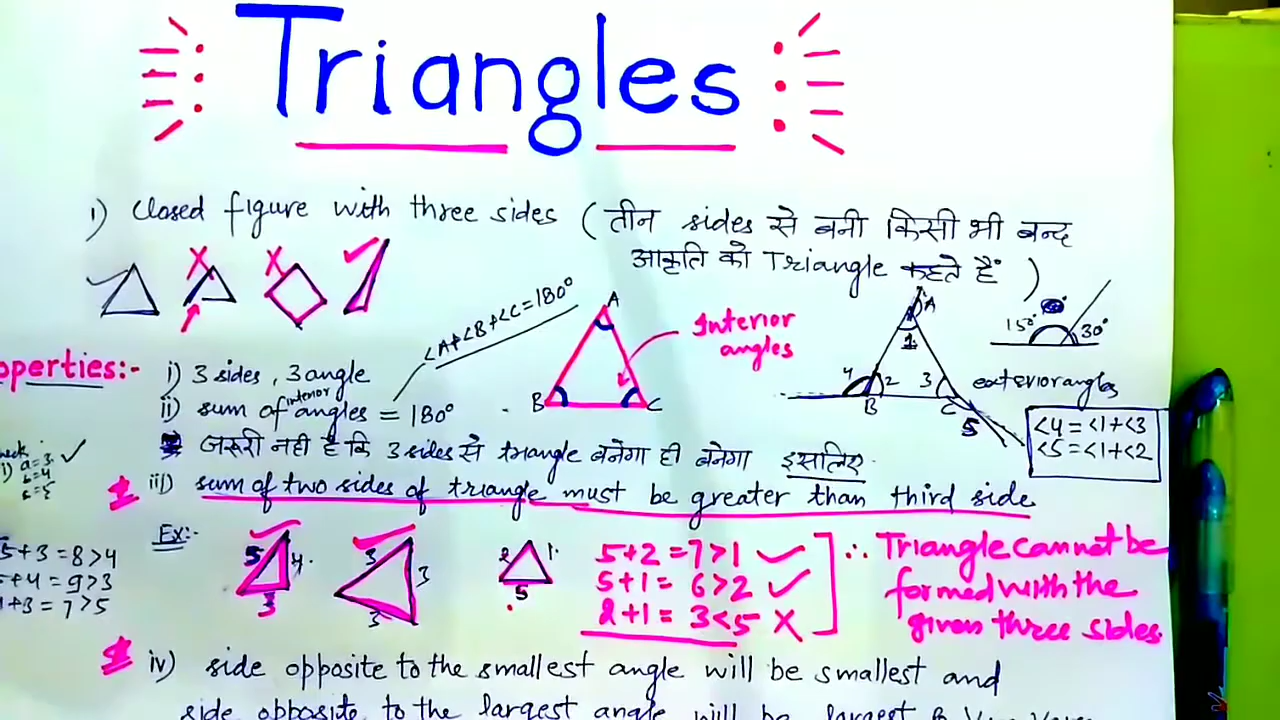 Triangles
i) Closed figure with three sides ( तीन sides से बनी किसी भी बन्द
आकृति को Triangle कहते हैं )
<A+<B+<C=180°
A
B
C
Interior
angles
A
1
4
2
3
B
C
5
150°
30°
exterior angles
<4 = <1+<3
<5 = <1+<2
operties:-
i) 3 sides, 3 angle
ii) sum of interior angles = 180°
जरूरी नही है कि 3 sides से triangle बनेगा ही बनेगा इसलिए
a=3
b=4
iii) sum of two sides of triangle must be greater than third side
Ex:-
5+3=8>4
5+4=9>3
4+3=7>5
5
4
3
3
3
3
2
1
5
5+2=7>1
5+1=6>2
2+1=3<5
∴ Triangle cannot be
formed with the
given three sides
iv) side opposite to the smallest angle will be smallest and
side opposite to the largest angle will be largest &